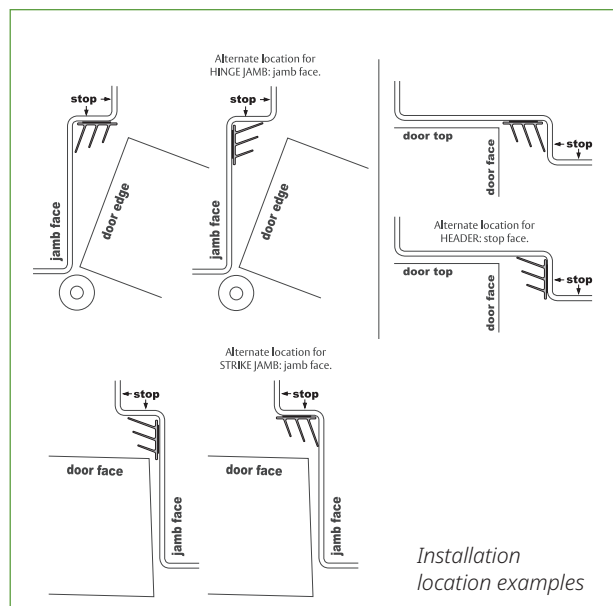 stop
jamb face
door edge
Alternate location for
HINGE JAMB: jamb face.
stop
jamb face
door edge
door top
door face
stop
Alternate location for
HEADER: stop face.
door top
door face
stop
stop
door face
jamb face
Alternate location for
STRIKE JAMB: jamb face.
stop
door face
jamb face
Installation
location examples